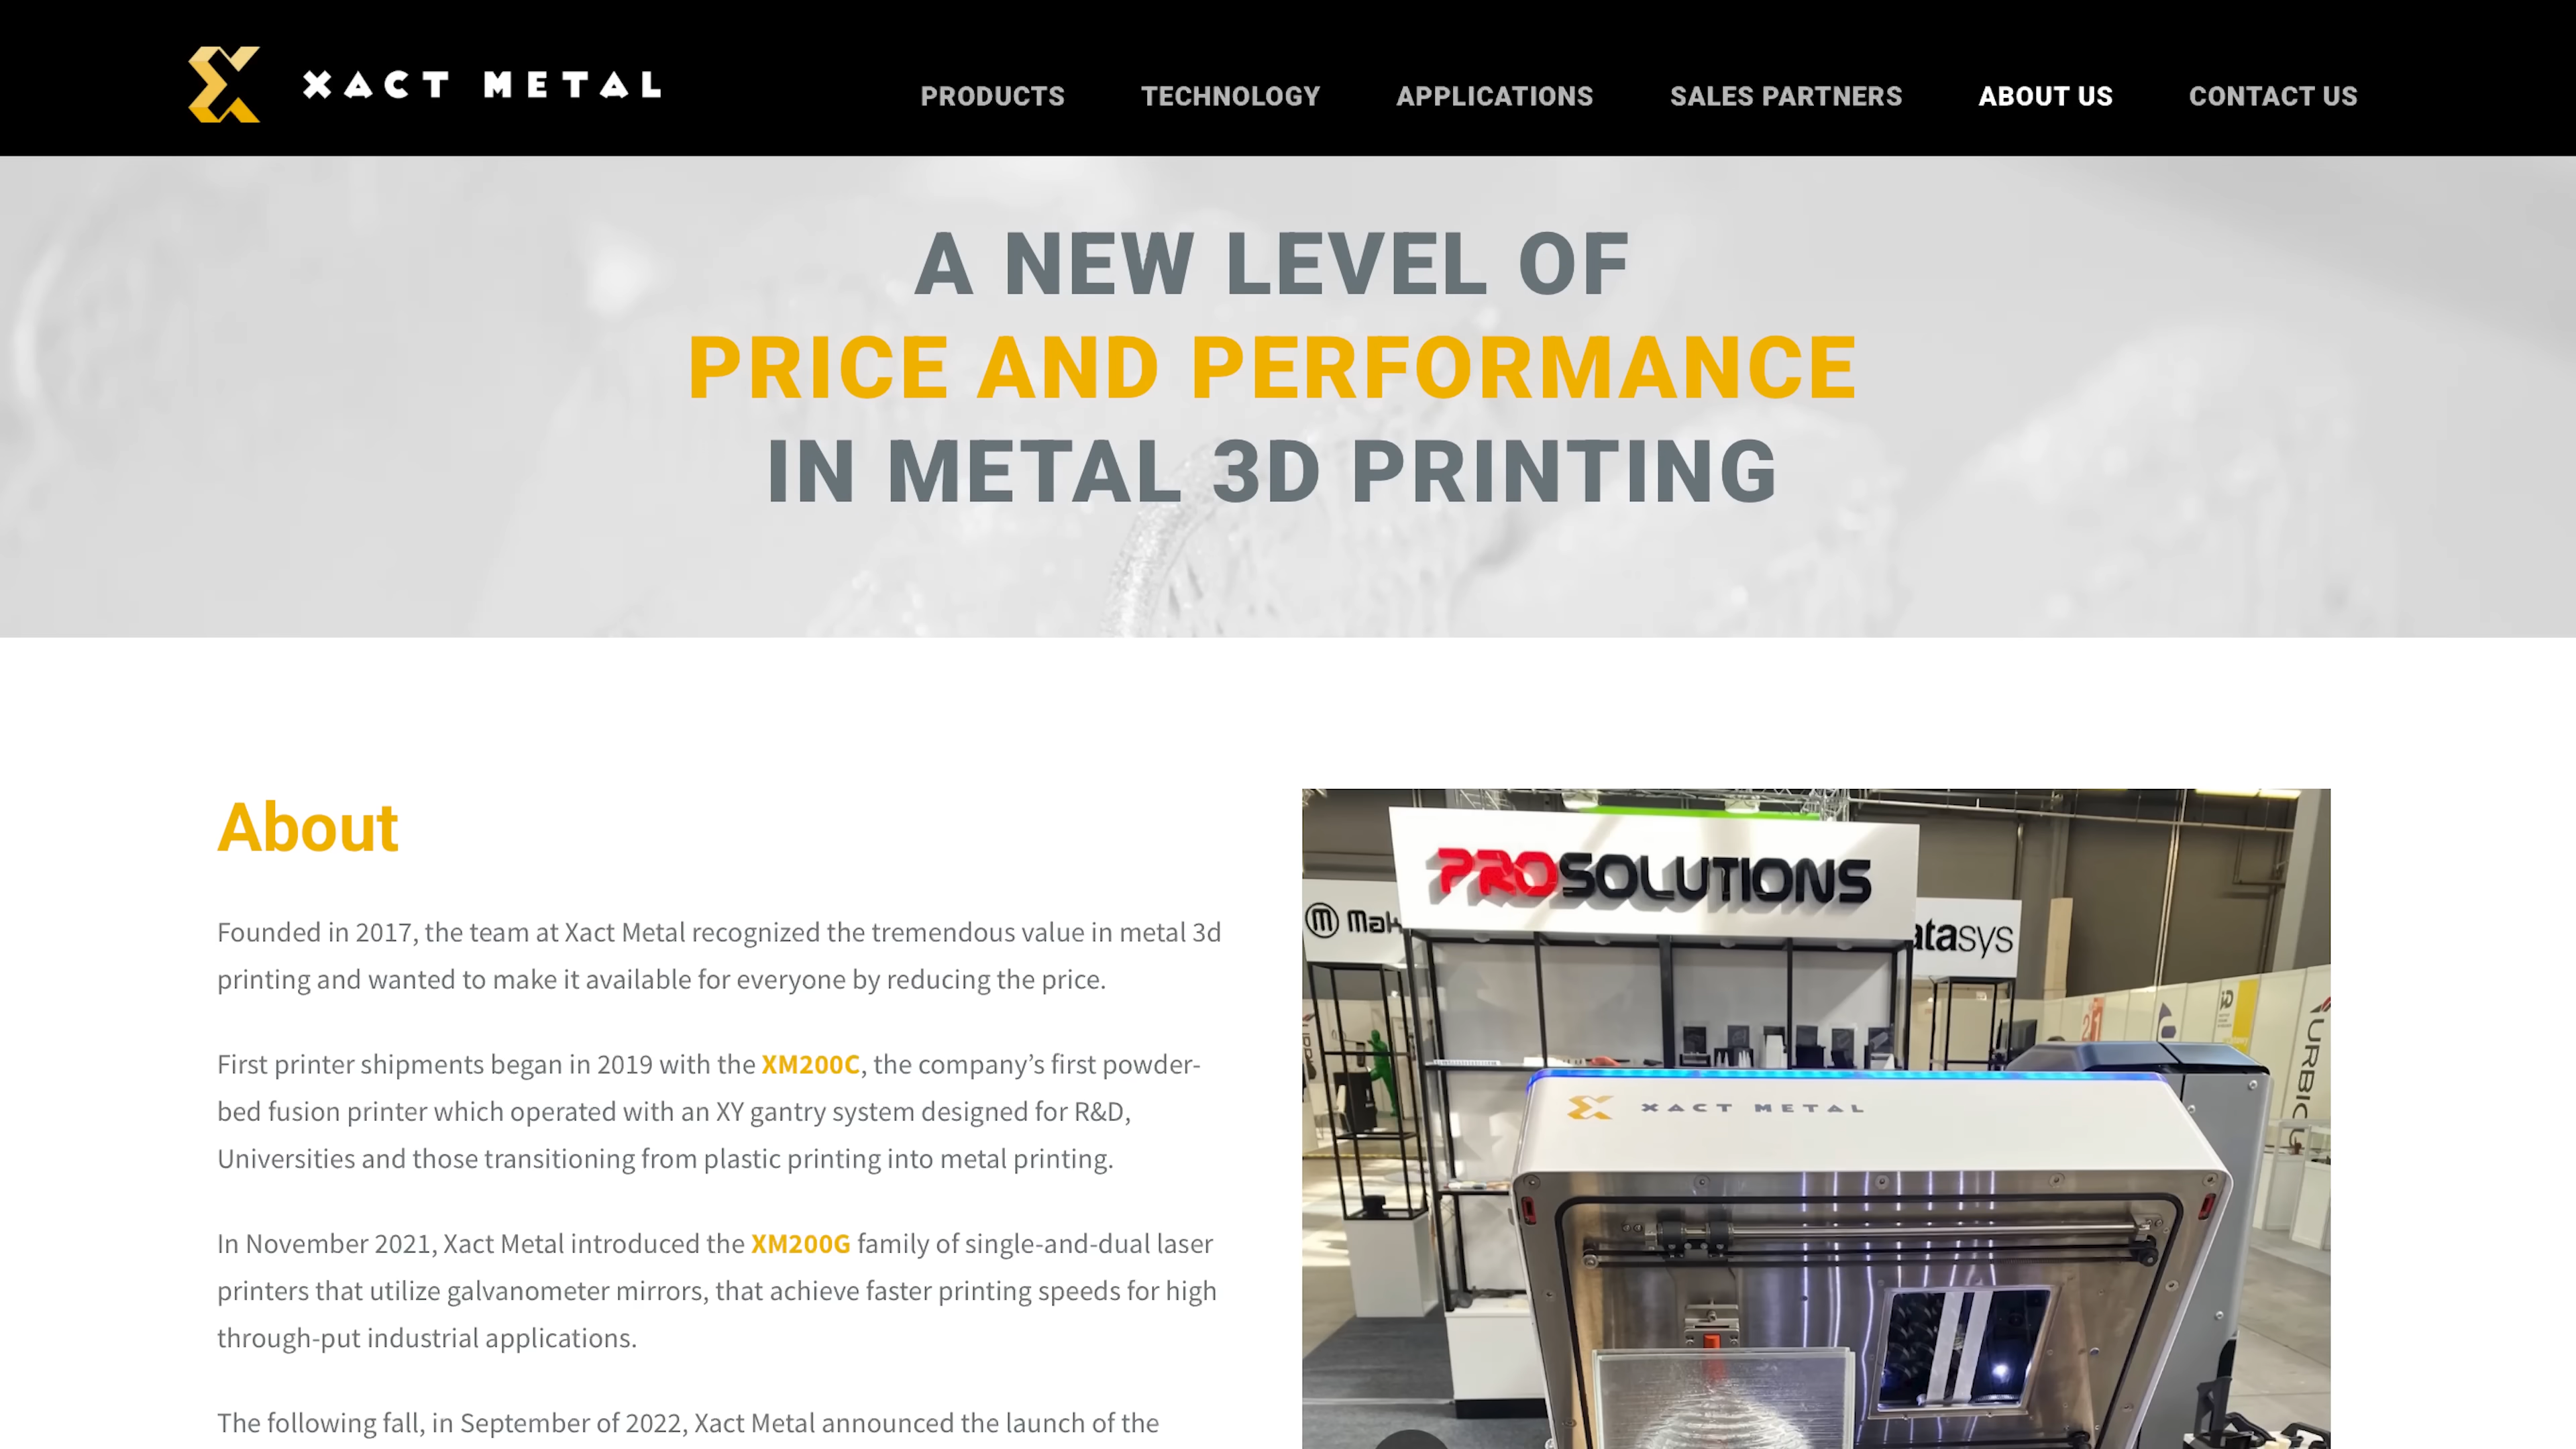 XACT METAL
PRODUCTS
TECHNOLOGY
APPLICATIONS
SALES PARTNERS
ABOUT US
CONTACT US
A NEW LEVEL OF
PRICE AND PERFORMANCE
IN METAL 3D PRINTING
About
Founded in 2017, the team at Xact Metal recognized the tremendous value in metal 3d
printing and wanted to make it available for everyone by reducing the price.
First printer shipments began in 2019 with the XM200C, the company’s first powder-
bed fusion printer which operated with an XY gantry system designed for R&D,
Universities and those transitioning from plastic printing into metal printing.
In November 2021, Xact Metal introduced the XM200G family of single-and-dual laser
printers that utilize galvanometer mirrors, that achieve faster printing speeds for high
through-put industrial applications.
The following fall, in September of 2022, Xact Metal announced the launch of the
PROSOLUTIONS
Mak
atasys
XACT METAL
URBIC